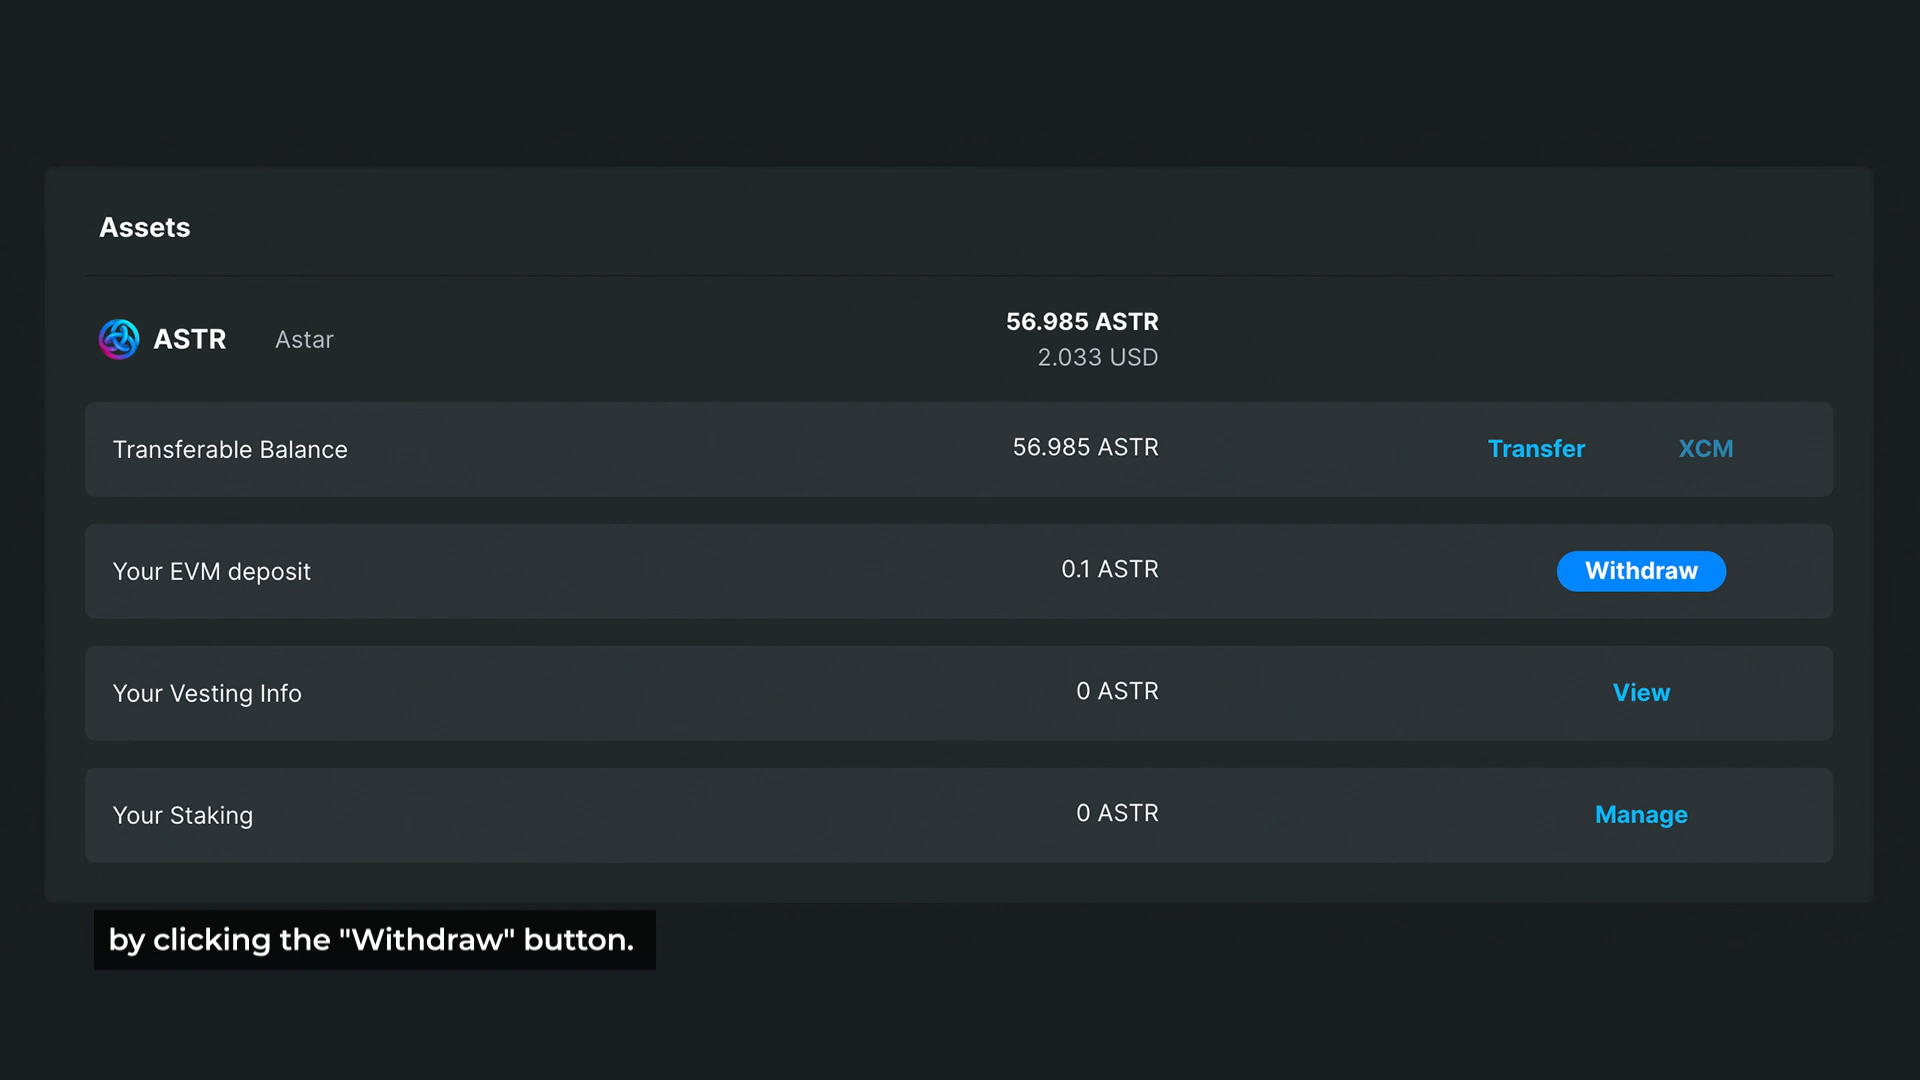 Assets
ASTR Astar 56.985 ASTR
2.033 USD
Transferable Balance 56.985 ASTR Transfer XCM
Your EVM deposit 0.1 ASTR Withdraw
Your Vesting Info 0 ASTR View
Your Staking 0 ASTR Manage
by clicking the "Withdraw" button.